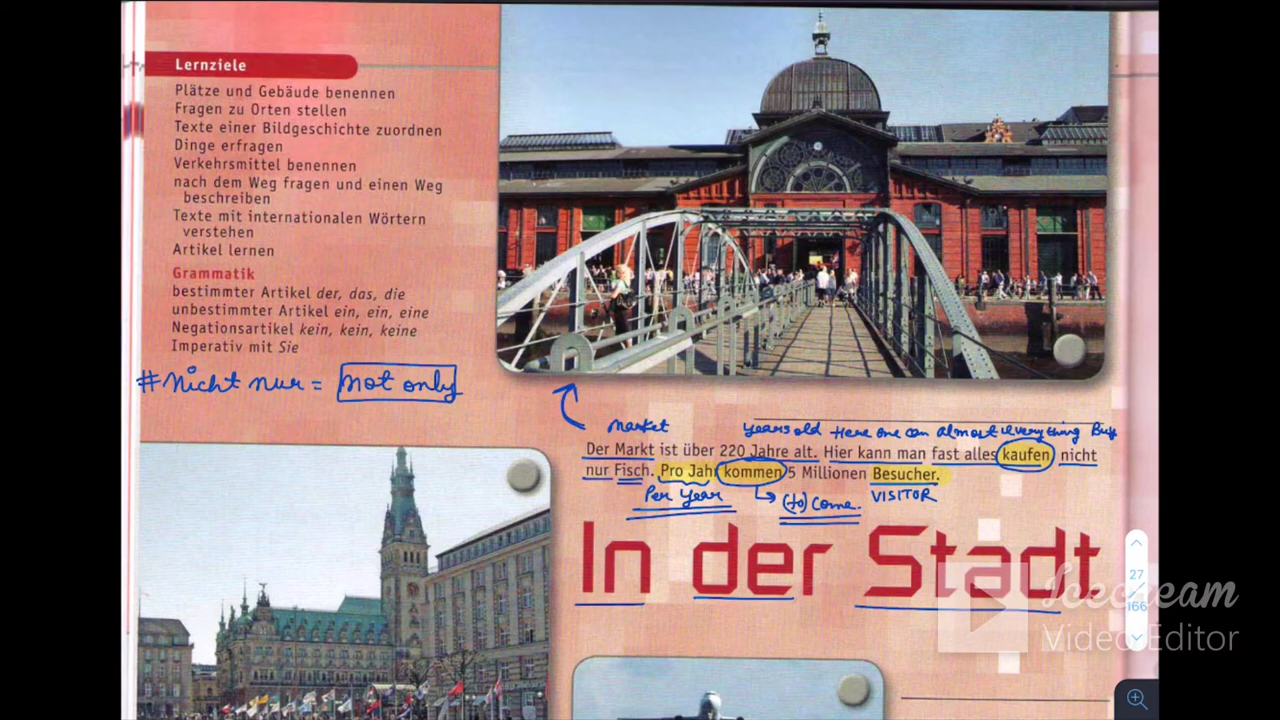 Lernziele
Plätze und Gebäude benennen
Fragen zu Orten stellen
Texte einer Bildgeschichte zuordnen
Dinge erfragen
Verkehrsmittel benennen
nach dem Weg fragen und einen Weg
beschreiben
Texte mit internationalen Wörtern
verstehen
Artikel lernen
Grammatik
bestimmter Artikel der, das, die
unbestimmter Artikel ein, ein, eine
Negationsartikel kein, kein, keine
Imperativ mit Sie
# Nicht nur = not only
Market years old Here one can almost everything Buy
Der Markt ist über 220 Jahre alt. Hier kann man fast alles kaufen nicht
nur Fisch. Pro Jahr kommen 5 Millionen Besucher.
Per Year (to) Come. VISITOR
In der Stadt
27
166
Icecream
Video Editor